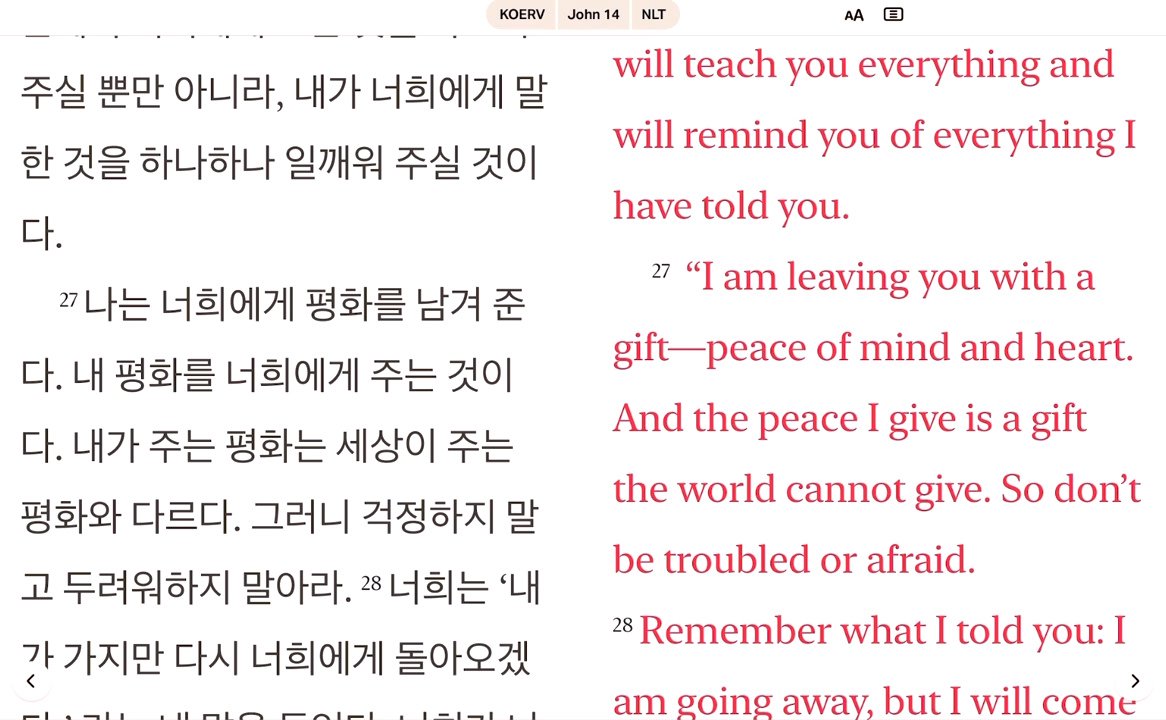 KOERV John 14 NLT AA
주실 뿐만 아니라, 내가 너희에게 말
한 것을 하나하나 일깨워 주실 것이
다.
27 나는 너희에게 평화를 남겨 준
다. 내 평화를 너희에게 주는 것이
다. 내가 주는 평화는 세상이 주는
평화와 다르다. 그러니 걱정하지 말
고 두려워하지 말아라. 28 너희는 ‘내
가 가지만 다시 너희에게 돌아오겠
will teach you everything and
will remind you of everything I
have told you.
27 “I am leaving you with a
gift—peace of mind and heart.
And the peace I give is a gift
the world cannot give. So don’t
be troubled or afraid.
28 Remember what I told you: I
am going away, but I will come